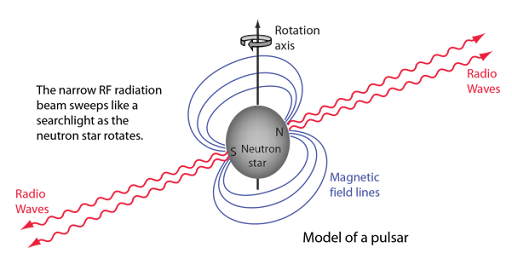 Rotation
axis
The narrow RF radiation
beam sweeps like a
searchlight as the
neutron star rotates.
Radio
Waves
N
S
Neutron
star
Magnetic
field lines
Radio
Waves
Model of a pulsar